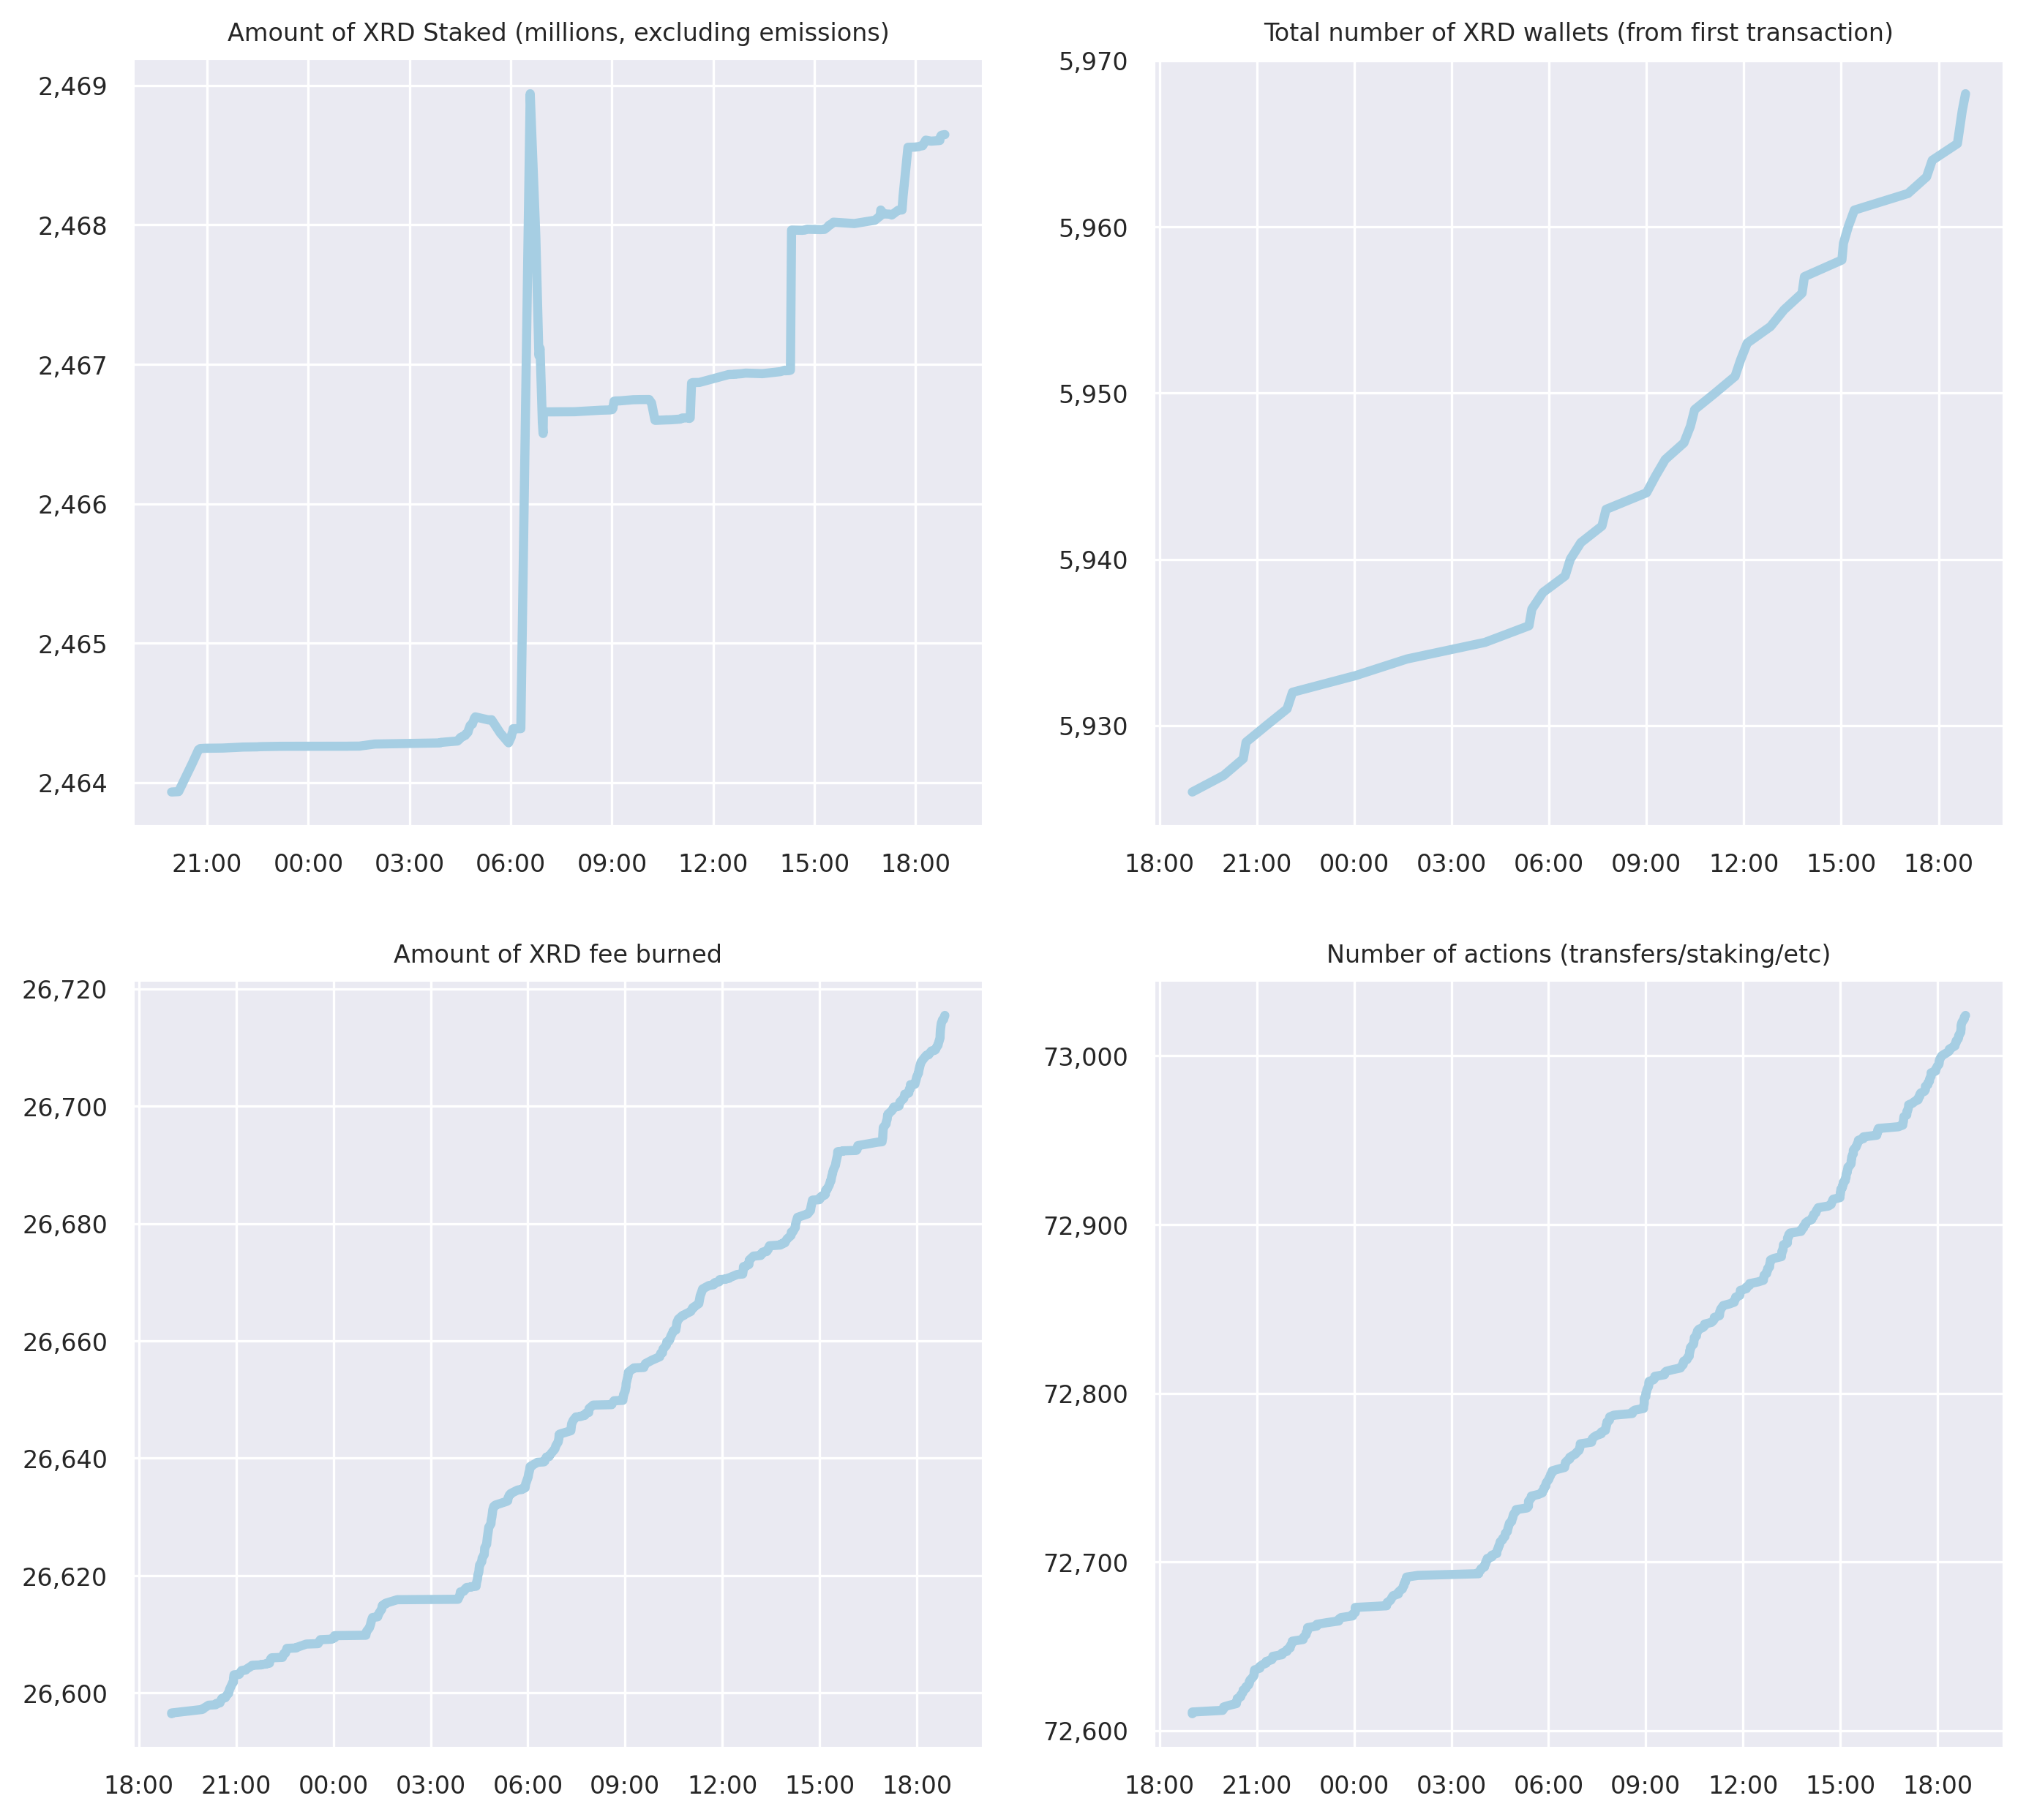 Amount of XRD Staked (millions, excluding emissions)
2,469
2,468
2,467
2,466
2,465
2,464
21:00 00:00 03:00 06:00 09:00 12:00 15:00 18:00
Total number of XRD wallets (from first transaction)
5,970
5,960
5,950
5,940
5,930
18:00 21:00 00:00 03:00 06:00 09:00 12:00 15:00 18:00
Amount of XRD fee burned
26,720
26,700
26,680
26,660
26,640
26,620
26,600
18:00 21:00 00:00 03:00 06:00 09:00 12:00 15:00 18:00
Number of actions (transfers/staking/etc)
73,000
72,900
72,800
72,700
72,600
18:00 21:00 00:00 03:00 06:00 09:00 12:00 15:00 18:00